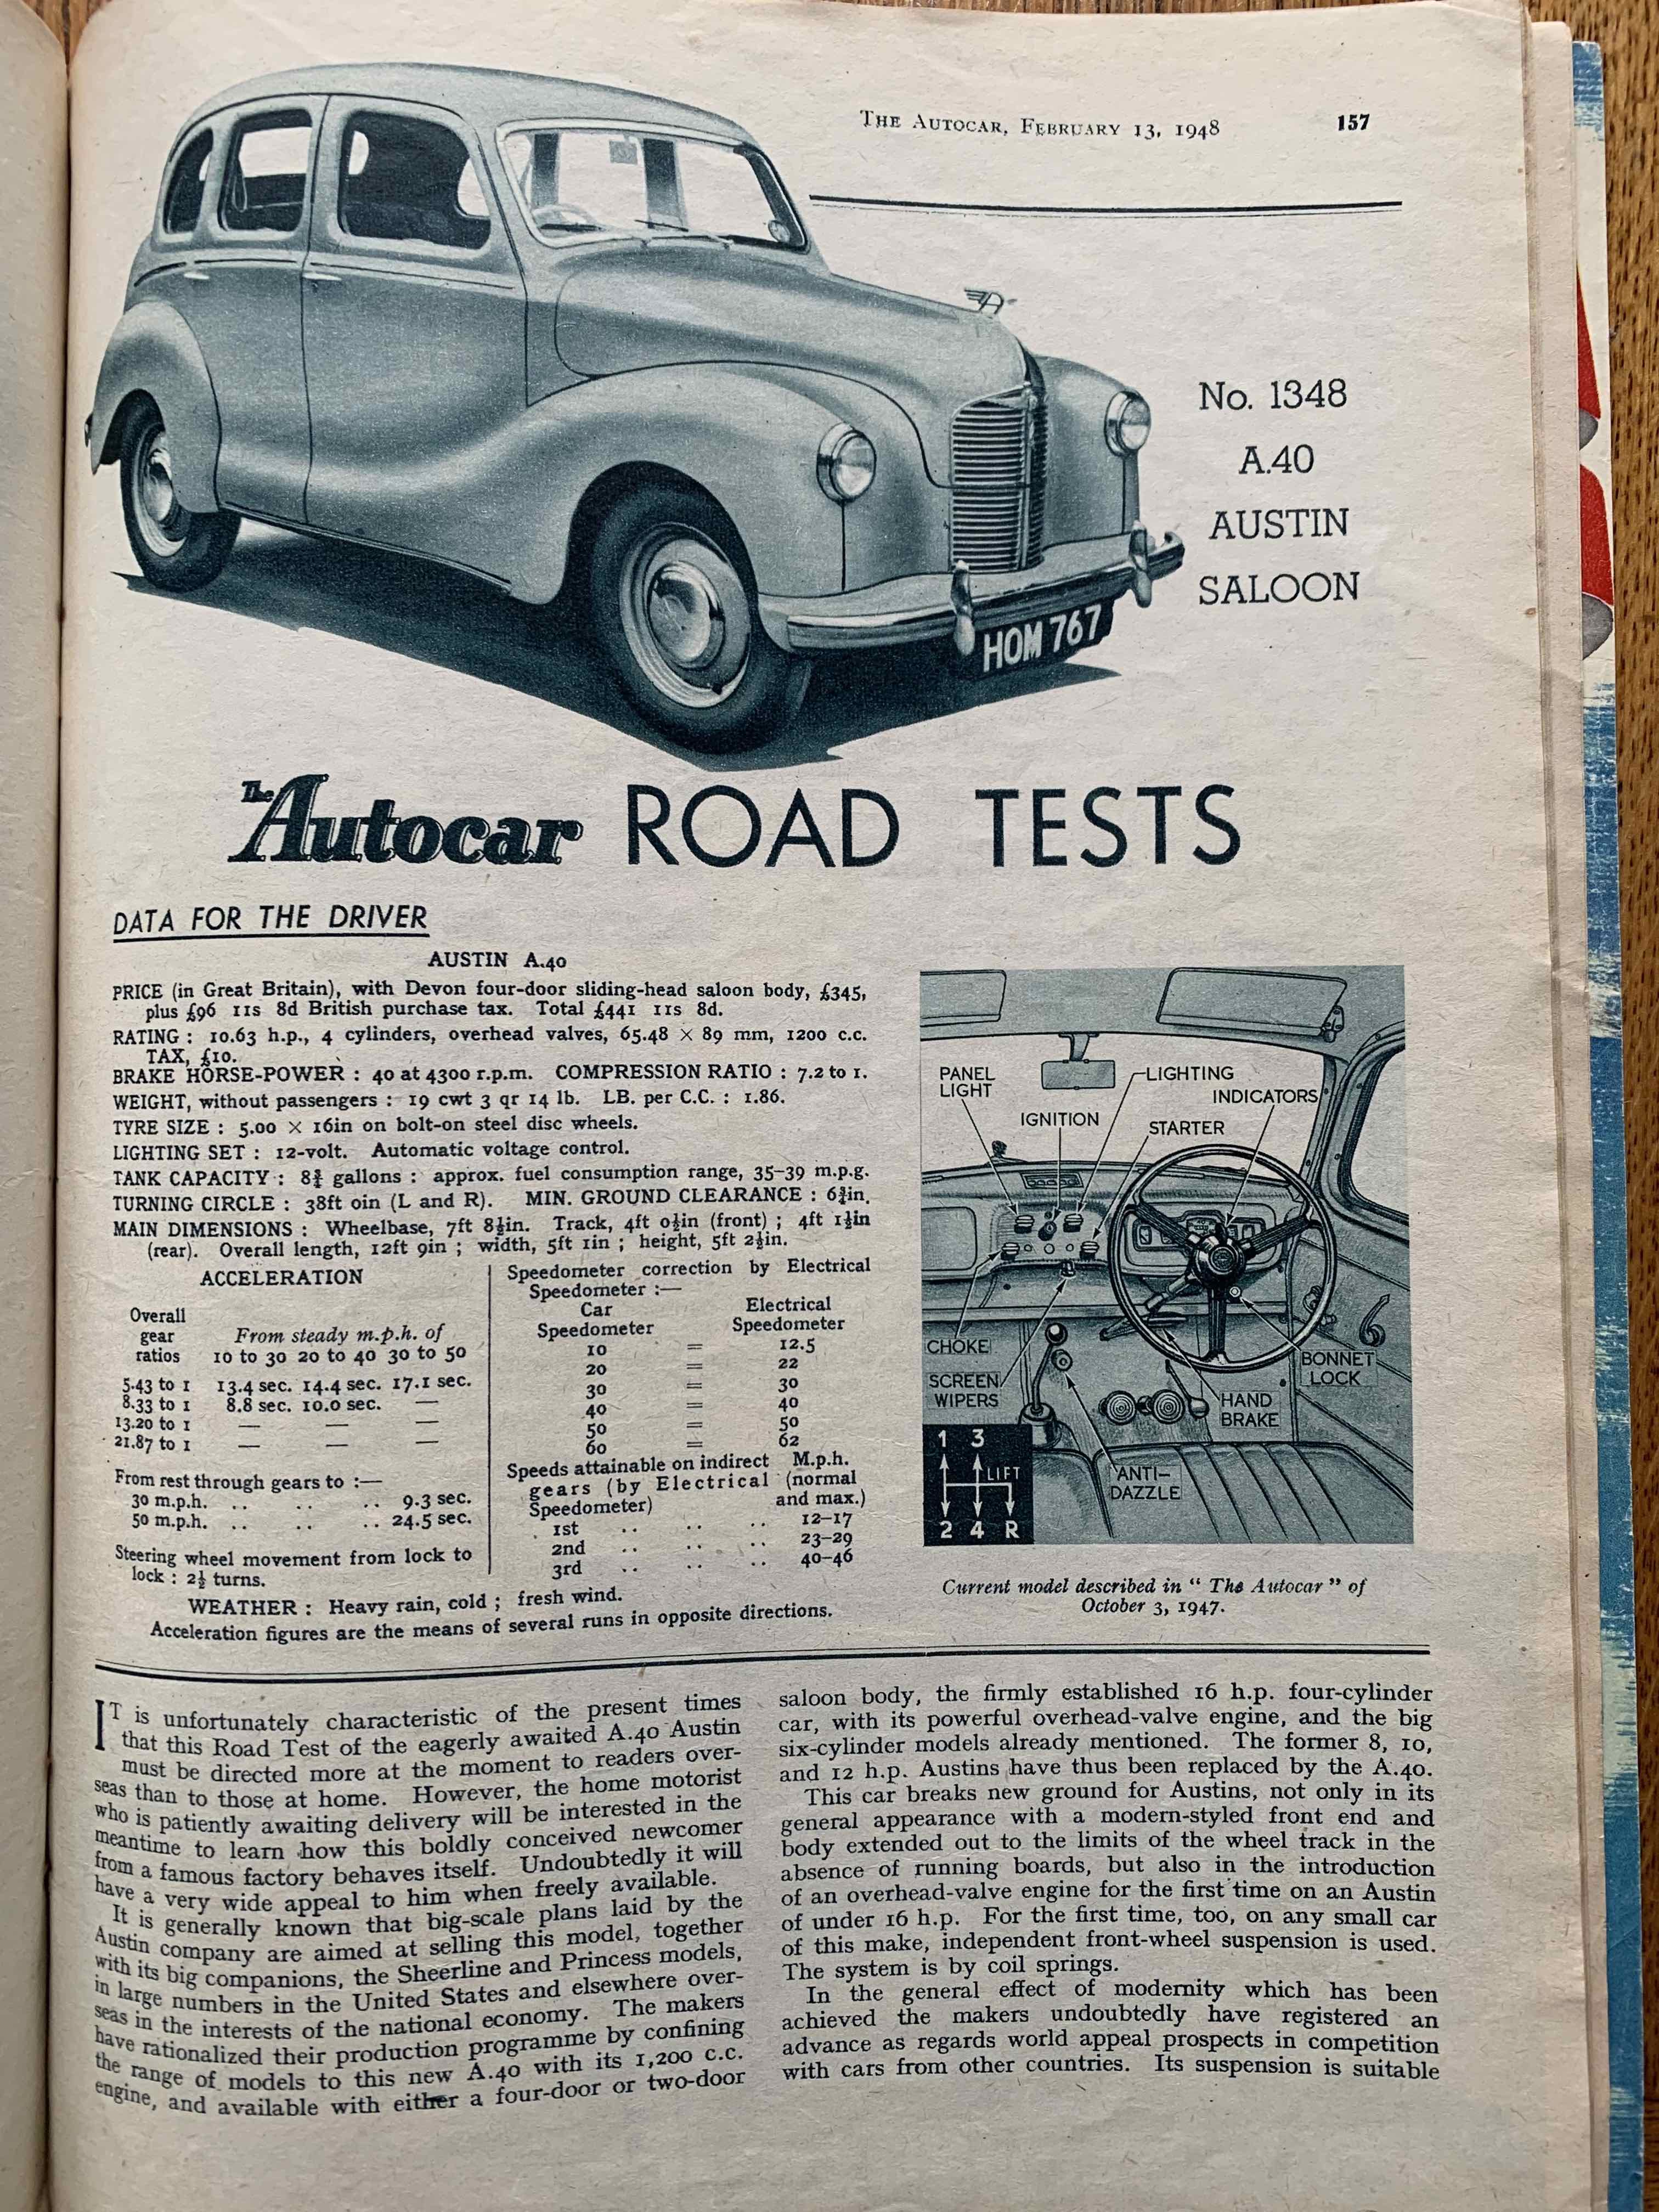 THE AUTOCAR, FEBRUARY 13, 1948
157
No. 1348
A.40
AUSTIN
SALOON
HOM 767
The Autocar ROAD TESTS
DATA FOR THE DRIVER
AUSTIN A.40
PRICE (in Great Britain), with Devon four-door sliding-head saloon body, £345,
plus £96 11s 8d British purchase tax. Total £441 11s 8d.
RATING : 10.63 h.p., 4 cylinders, overhead valves, 65.48 × 89 mm, 1200 c.c.
TAX, £10.
BRAKE HORSE-POWER : 40 at 4300 r.p.m. COMPRESSION RATIO : 7.2 to 1.
WEIGHT, without passengers : 19 cwt 3 qr 14 lb. LB. per C.C. : 1.86.
TYRE SIZE : 5.00 × 16in on bolt-on steel disc wheels.
LIGHTING SET : 12-volt. Automatic voltage control.
TANK CAPACITY : 8¾ gallons : approx. fuel consumption range, 35-39 m.p.g.
TURNING CIRCLE : 38ft 0in (L and R). MIN. GROUND CLEARANCE : 6¾in.
MAIN DIMENSIONS : Wheelbase, 7ft 8½in. Track, 4ft 0½in (front) ; 4ft 1½in
(rear). Overall length, 12ft 9in ; width, 5ft 1in ; height, 5ft 2½in.
ACCELERATION
Overall
gear From steady m.p.h. of
ratios 10 to 30 20 to 40 30 to 50
5.43 to 1 13.4 sec. 14.4 sec. 17.1 sec.
8.33 to 1 8.8 sec. 10.0 sec. —
13.20 to 1 — — —
21.87 to 1 — — —
From rest through gears to :—
30 m.p.h. .. .. .. 9.3 sec.
50 m.p.h. .. .. .. 24.5 sec.
Steering wheel movement from lock to
lock : 2½ turns.
Speedometer correction by Electrical
Speedometer :—
Car Electrical
Speedometer Speedometer
10 = 12.5
20 = 22
30 = 30
40 = 40
50 = 50
60 = 62
Speeds attainable on indirect M.p.h.
gears (by Electrical (normal
Speedometer) and max.)
1st .. .. .. 12-17
2nd .. .. .. 23-29
3rd .. .. .. 40-46
WEATHER : Heavy rain, cold ; fresh wind.
Acceleration figures are the means of several runs in opposite directions.
PANEL
LIGHT
LIGHTING
INDICATORS
IGNITION
STARTER
CHOKE
SCREEN
WIPERS
BONNET
LOCK
HAND
BRAKE
ANTI-
DAZZLE
1 3
LIFT
2 4 R
Current model described in " The Autocar " of
October 3, 1947.
IT is unfortunately characteristic of the present times
that this Road Test of the eagerly awaited A.40 Austin
must be directed more at the moment to readers over-
seas than to those at home. However, the home motorist
who is patiently awaiting delivery will be interested in the
meantime to learn how this boldly conceived newcomer
from a famous factory behaves itself. Undoubtedly it will
have a very wide appeal to him when freely available.
It is generally known that big-scale plans laid by the
Austin company are aimed at selling this model, together
with its big companions, the Sheerline and Princess models,
in large numbers in the United States and elsewhere over-
seas in the interests of the national economy. The makers
have rationalized their production programme by confining
the range of models to this new A.40 with its 1,200 c.c.
engine, and available with either a four-door or two-door
saloon body, the firmly established 16 h.p. four-cylinder
car, with its powerful overhead-valve engine, and the big
six-cylinder models already mentioned. The former 8, 10,
and 12 h.p. Austins have thus been replaced by the A.40.
This car breaks new ground for Austins, not only in its
general appearance with a modern-styled front end and
body extended out to the limits of the wheel track in the
absence of running boards, but also in the introduction
of an overhead-valve engine for the first time on an Austin
of under 16 h.p. For the first time, too, on any small car
of this make, independent front-wheel suspension is used.
The system is by coil springs.
In the general effect of modernity which has been
achieved the makers undoubtedly have registered an
advance as regards world appeal prospects in competition
with cars from other countries. Its suspension is suitable